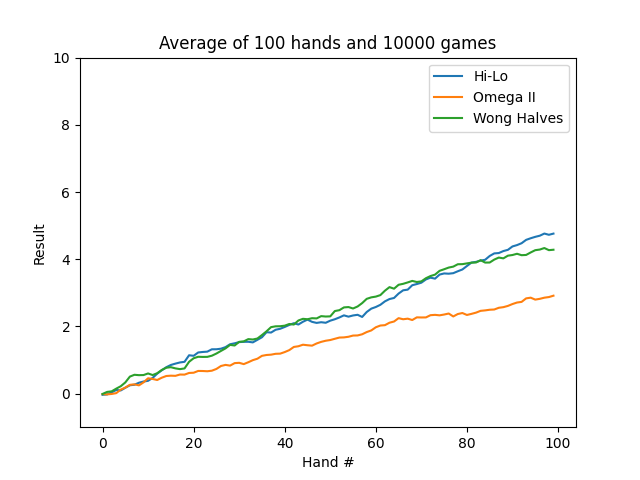 Average of 100 hands and 10000 games
Hi-Lo
Omega II
Wong Halves
10
8
6
4
2
0
Result
0 20 40 60 80 100
Hand #